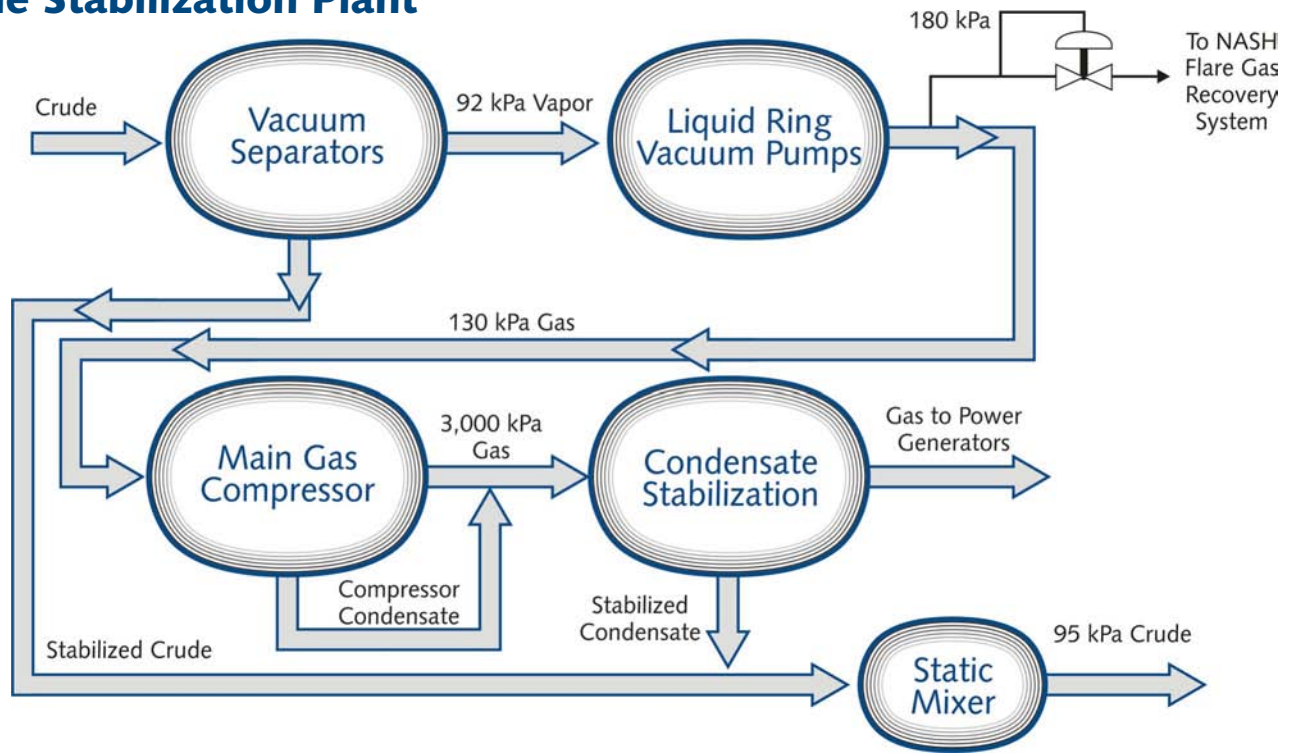 Stabilization Plant
180 kPa
To NASH
Flare Gas
Recovery
System
Crude
Vacuum
Separators
92 kPa Vapor
Liquid Ring
Vacuum Pumps
130 kPa Gas
Main Gas
Compressor
3,000 kPa
Gas
Condensate
Stabilization
Gas to Power
Generators
Compressor
Condensate
Stabilized
Condensate
Stabilized Crude
Static
Mixer
95 kPa Crude